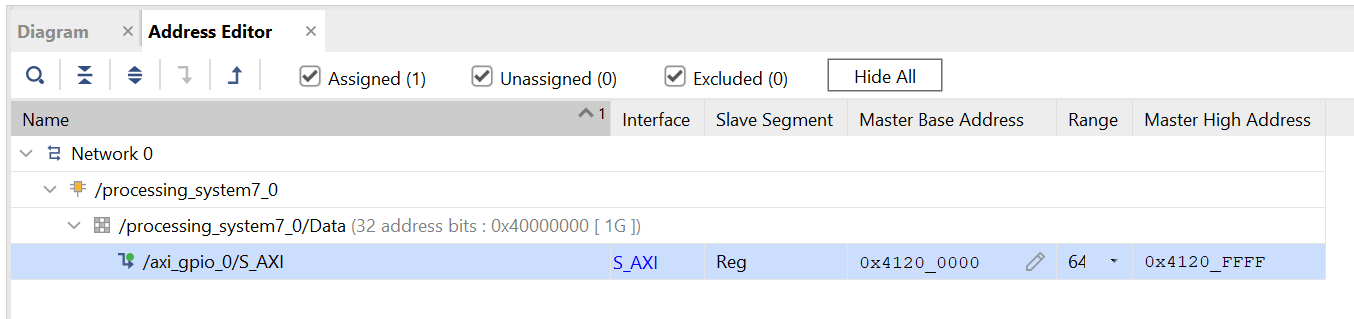 Diagram Address Editor
Assigned (1) Unassigned (0) Excluded (0) Hide All
Name 1 Interface Slave Segment Master Base Address Range Master High Address
Network 0
/processing_system7_0
/processing_system7_0/Data (32 address bits : 0x40000000 [ 1G ])
/axi_gpio_0/S_AXI S_AXI Reg 0x4120_0000 64 0x4120_FFFF